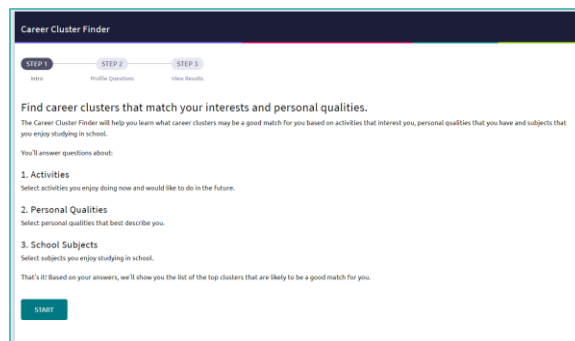 Career Cluster Finder
STEP 1 STEP 2 STEP 3
Intro Profile Questions View Results
Find career clusters that match your interests and personal qualities.
The Career Cluster Finder will help you learn what career clusters may be a good match for you based on activities that interest you, personal qualities that you have and subjects that
you enjoy studying in school.
You'll answer questions about:
1. Activities
Select activities you enjoy doing now and would like to do in the future.
2. Personal Qualities
Select personal qualities that best describe you.
3. School Subjects
Select subjects you enjoy studying in school.
That's it! Based on your answers, we'll show you the list of the top clusters that are likely to be a good match for you.
START